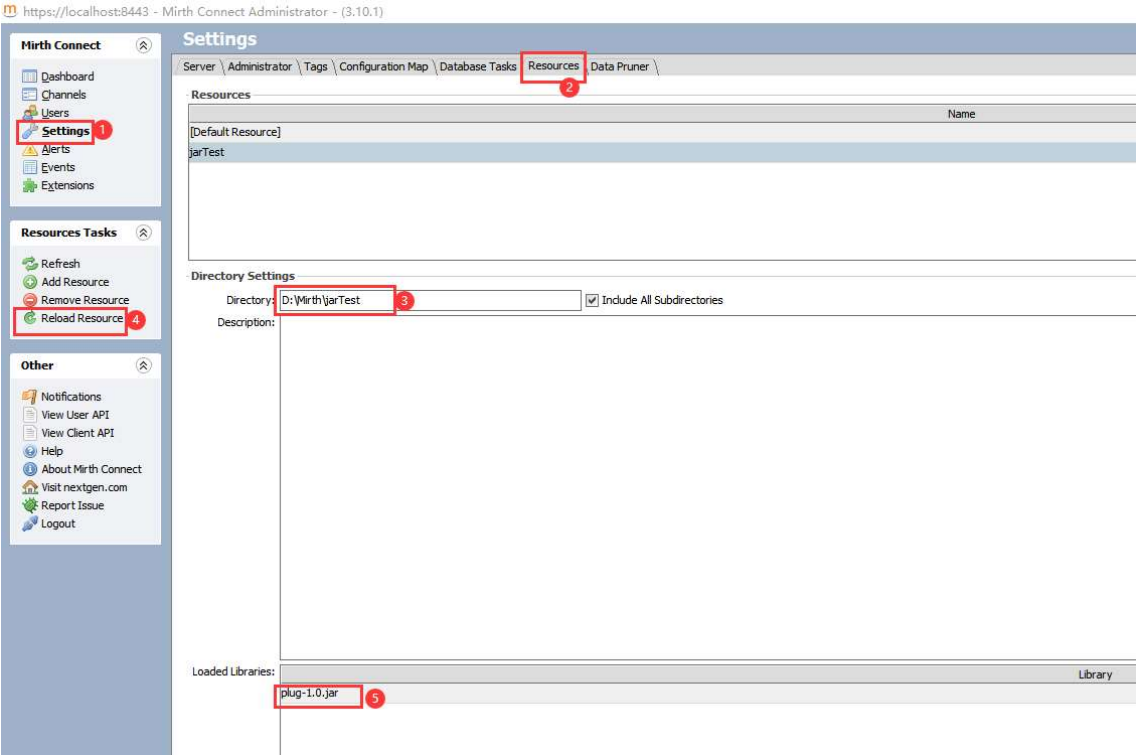 https://localhost:8443 - Mirth Connect Administrator - (3.10.1)
Mirth Connect
Dashboard
Channels
Users
Settings
1
Alerts
Events
Extensions
Resources Tasks
Refresh
Add Resource
Remove Resource
Reload Resource
4
Other
Notifications
View User API
View Client API
Help
About Mirth Connect
Visit nextgen.com
Report Issue
Logout
Settings
Server Administrator Tags Configuration Map Database Tasks Resources Data Pruner
2
Resources
Name
[Default Resource]
jarTest
Directory Settings
Directory: D:\Mirth\jarTest 3 Include All Subdirectories
Description:
Loaded Libraries: Library
plug-1.0.jar 5